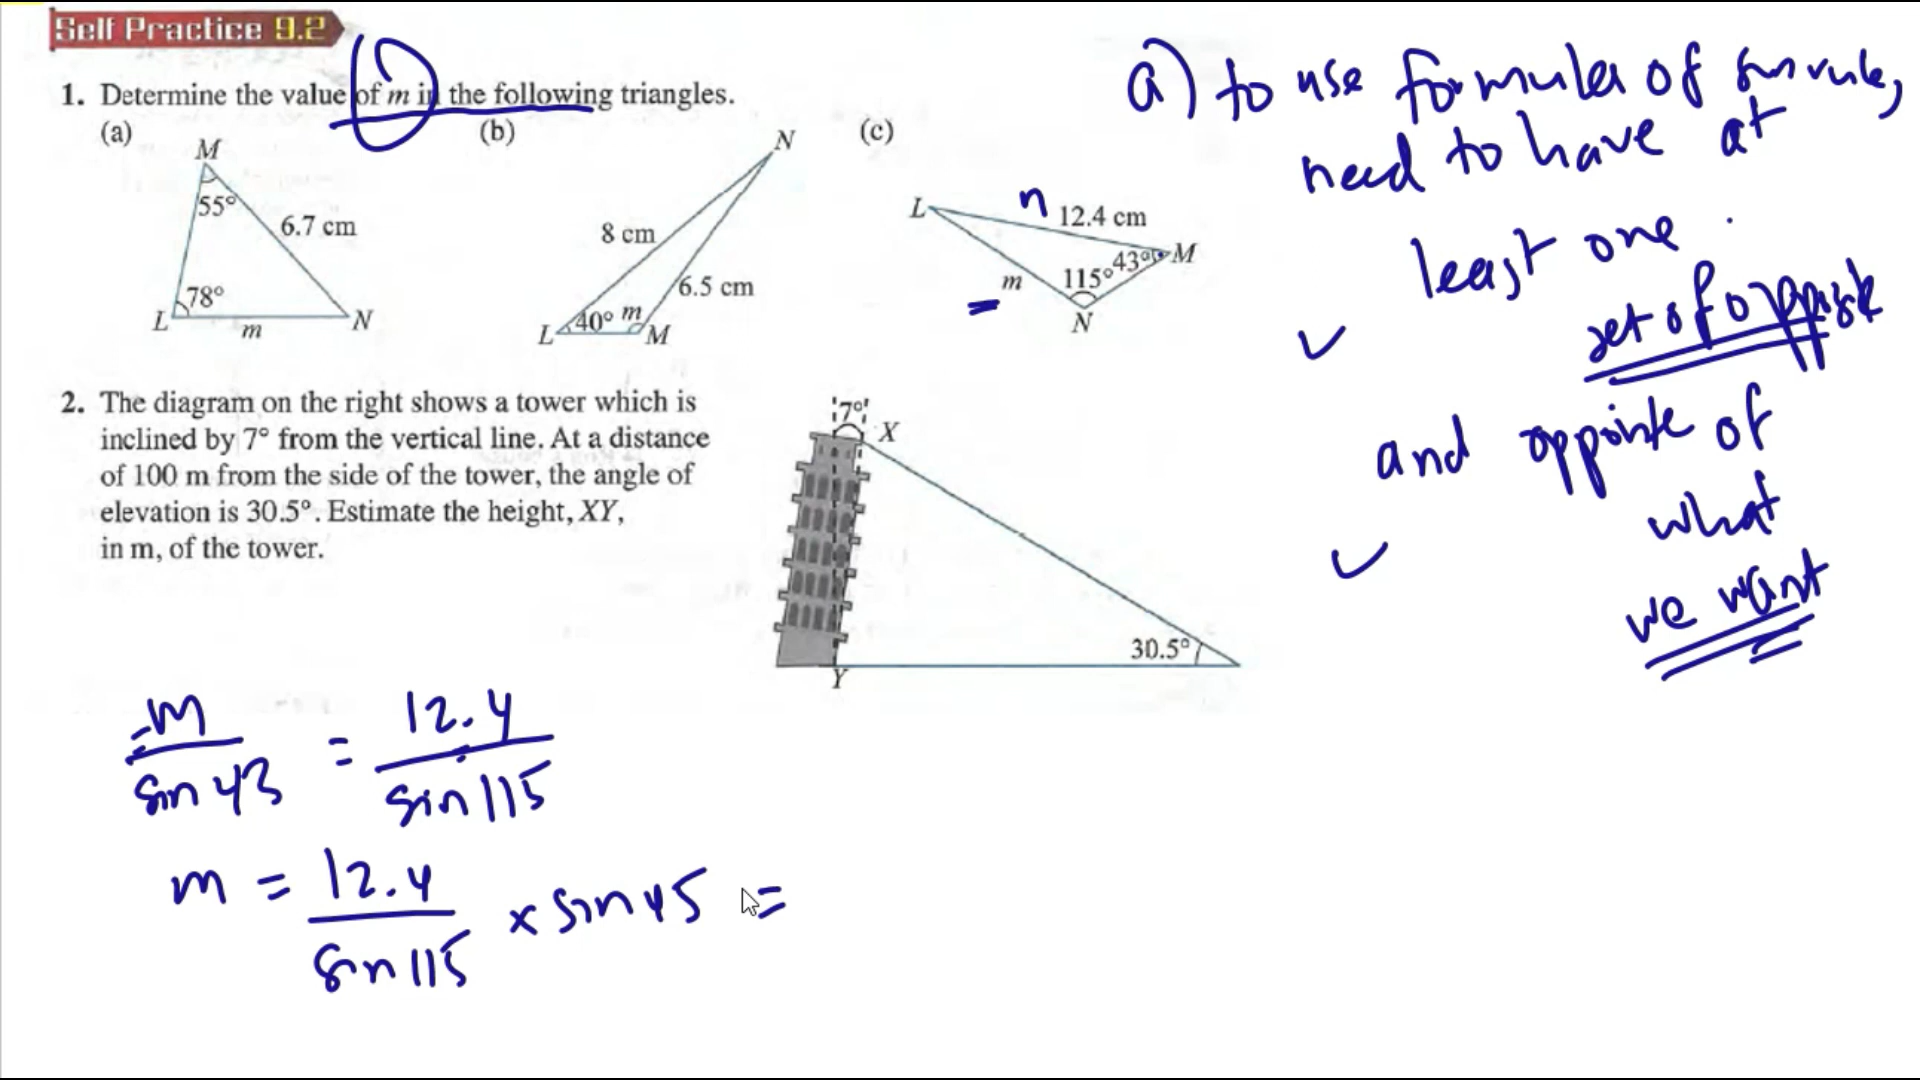 Self Practice 9.2
1. Determine the value of m in the following triangles.
(a)
(b)
(c)
M
55°
6.7 cm
78°
L
m
N
N
8 cm
6.5 cm
40°
m
L
M
L
n
12.4 cm
43°
M
m
115°
N
2. The diagram on the right shows a tower which is
inclined by 7° from the vertical line. At a distance
of 100 m from the side of the tower, the angle of
elevation is 30.5°. Estimate the height, XY,
in m, of the tower.
7°
X
30.5°
Y
a) to use formula of sin rule,
need to have at
least one
set of opposite
and opposite of
what
we want
m/sin 43 = 12.4/sin 115
m = 12.4/sin 115 × sin 45 =